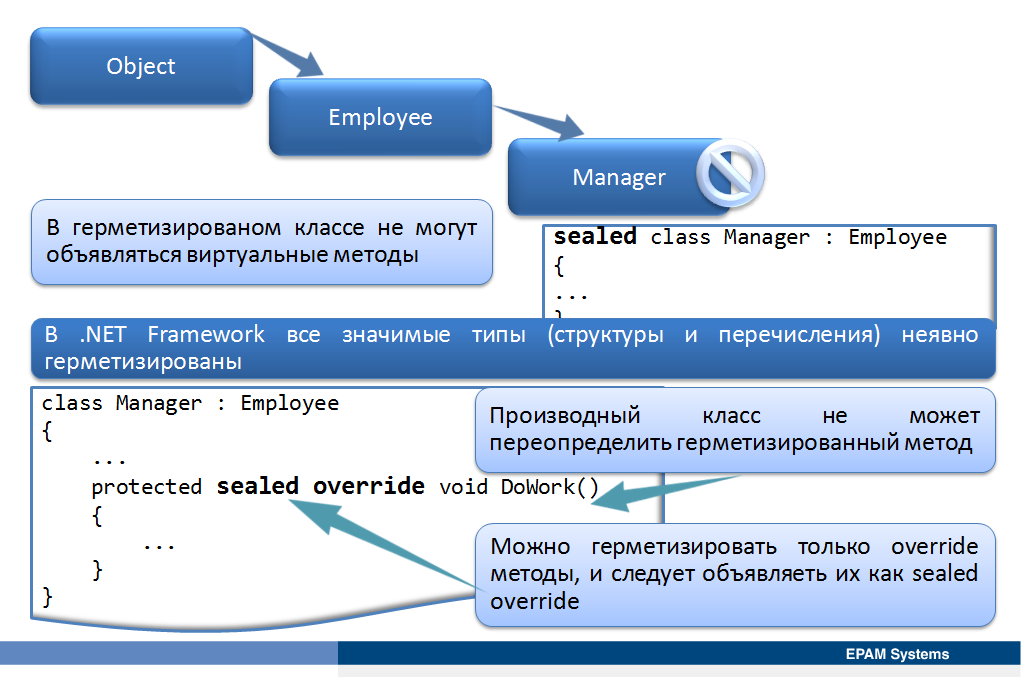 Object
Employee
Manager
В герметизированом классе не могут
объявляться виртуальные методы
sealed class Manager : Employee
{
...
}
В .NET Framework все значимые типы (структуры и перечисления) неявно
герметизированы
class Manager : Employee
{
...
protected sealed override void DoWork()
{
...
}
}
Производный класс не может
переопределить герметизированный метод
Можно герметизировать только override
методы, и следует объявляеть их как sealed
override
EPAM Systems